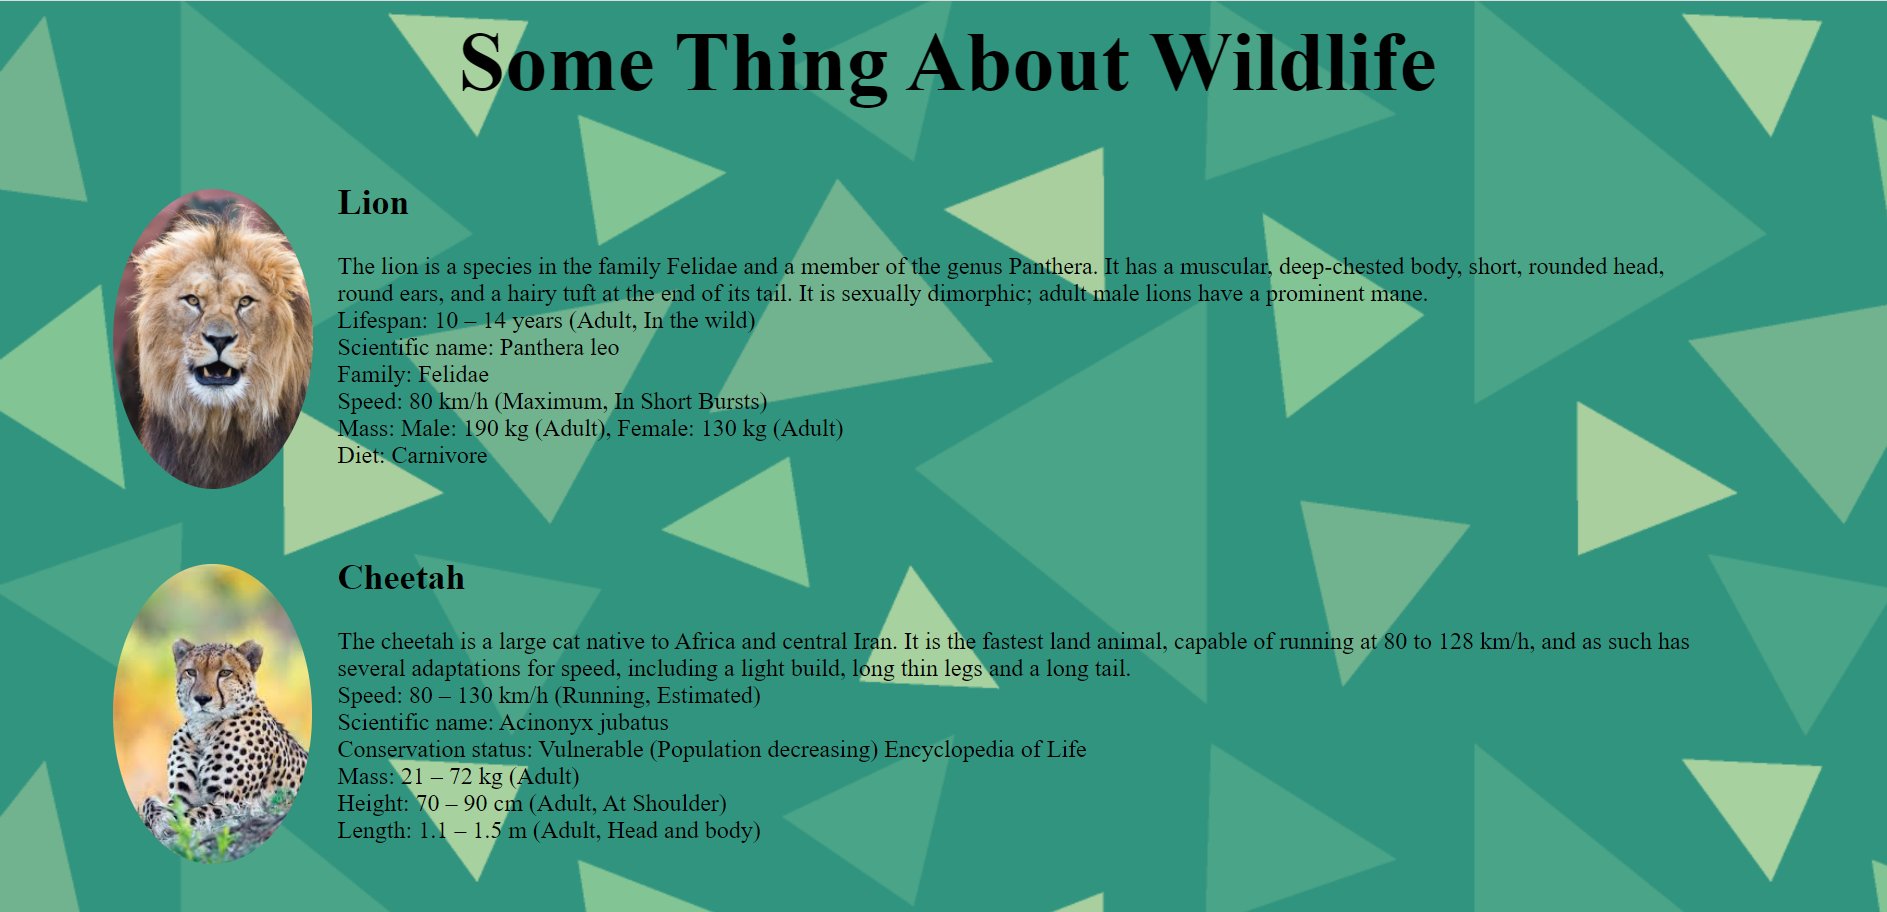 Some Thing About Wildlife
Lion
The lion is a species in the family Felidae and a member of the genus Panthera. It has a muscular, deep-chested body, short, rounded head,
round ears, and a hairy tuft at the end of its tail. It is sexually dimorphic; adult male lions have a prominent mane.
Lifespan: 10 – 14 years (Adult, In the wild)
Scientific name: Panthera leo
Family: Felidae
Speed: 80 km/h (Maximum, In Short Bursts)
Mass: Male: 190 kg (Adult), Female: 130 kg (Adult)
Diet: Carnivore
Cheetah
The cheetah is a large cat native to Africa and central Iran. It is the fastest land animal, capable of running at 80 to 128 km/h, and as such has
several adaptations for speed, including a light build, long thin legs and a long tail.
Speed: 80 – 130 km/h (Running, Estimated)
Scientific name: Acinonyx jubatus
Conservation status: Vulnerable (Population decreasing) Encyclopedia of Life
Mass: 21 – 72 kg (Adult)
Height: 70 – 90 cm (Adult, At Shoulder)
Length: 1.1 – 1.5 m (Adult, Head and body)